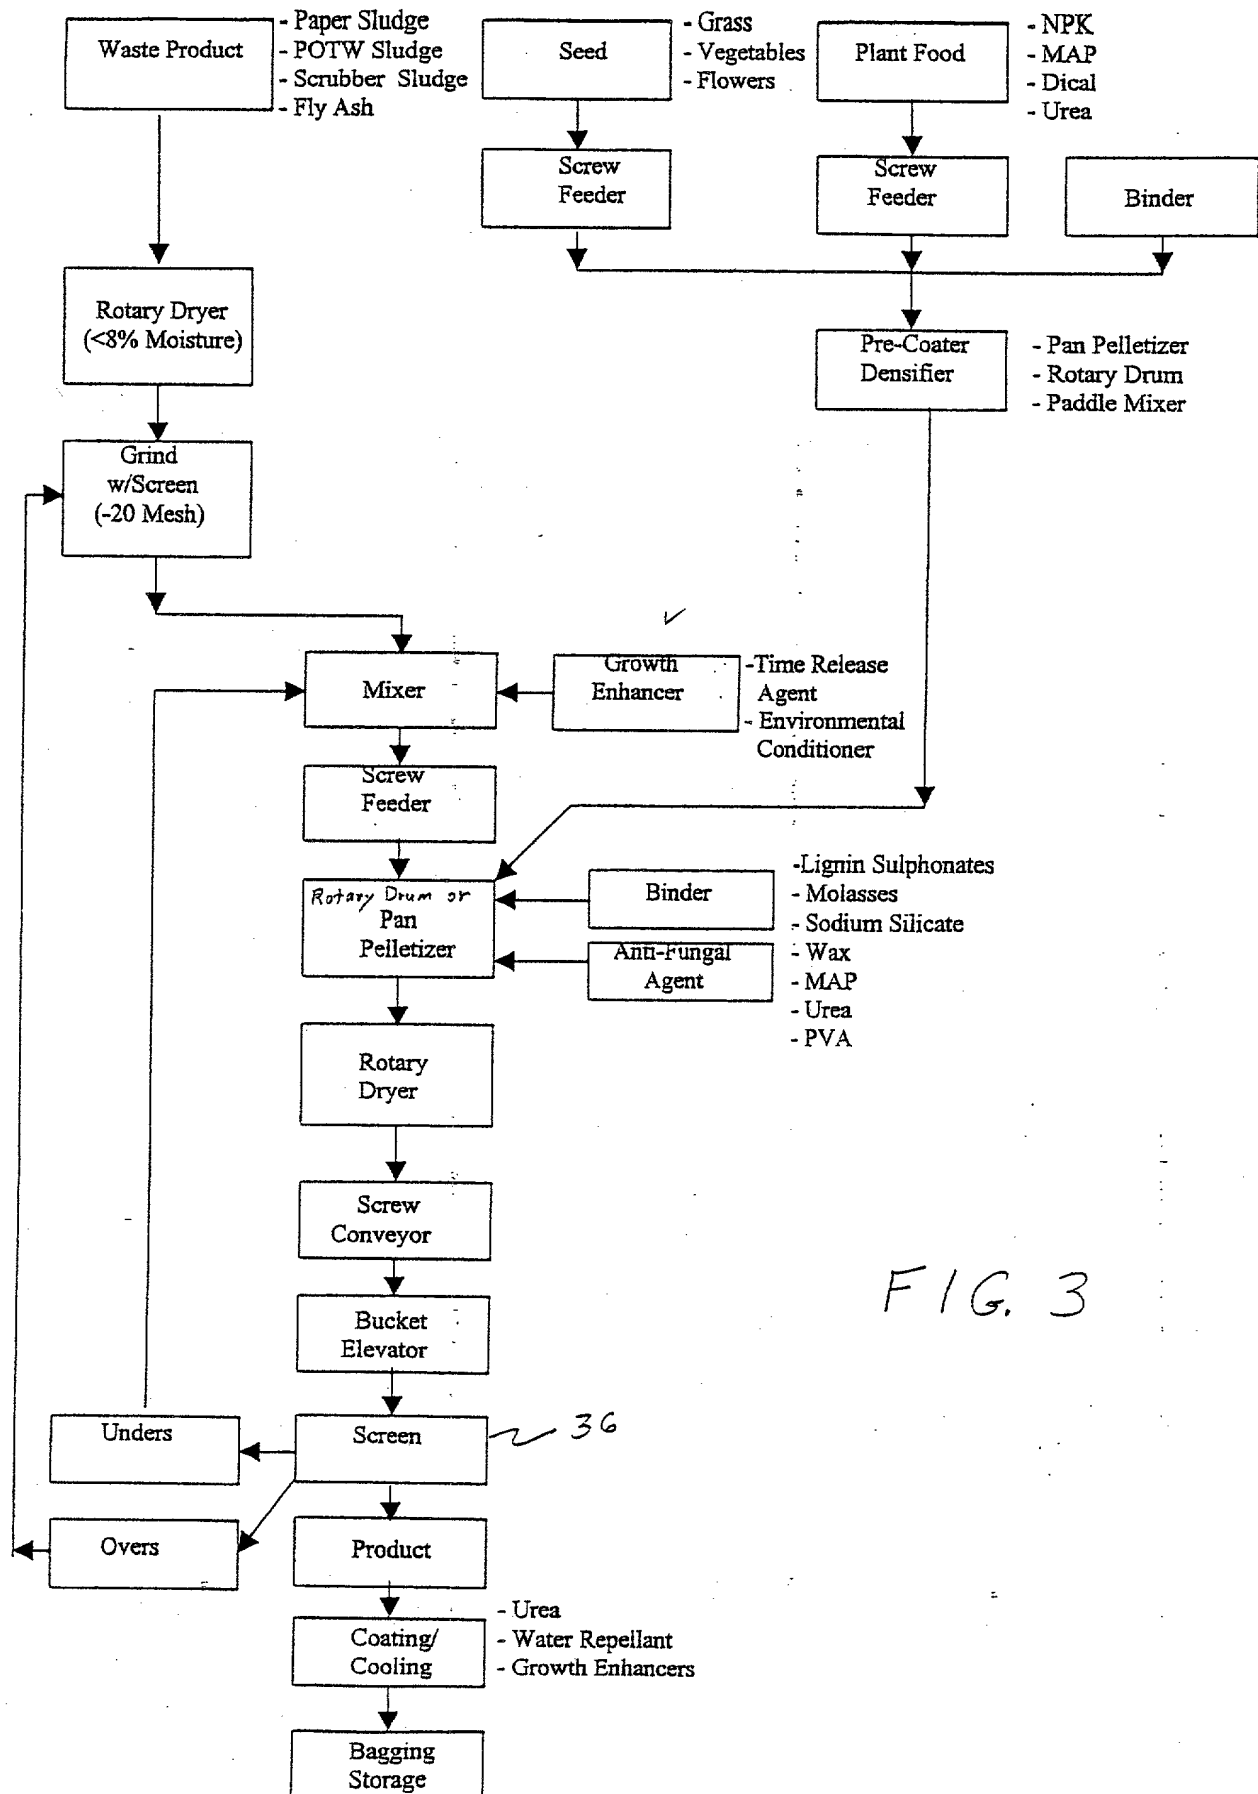 Waste Product
- Paper Sludge
- POTW Sludge
- Scrubber Sludge
- Fly Ash
Seed
- Grass
- Vegetables
- Flowers
Plant Food
- NPK
- MAP
- Dical
- Urea
Screw
Feeder
Screw
Feeder
Binder
Rotary Dryer
(<8% Moisture)
Pre-Coater
Densifier
- Pan Pelletizer
- Rotary Drum
- Paddle Mixer
Grind
w/Screen
(-20 Mesh)
Mixer
Growth
Enhancer
-Time Release
Agent
- Environmental
Conditioner
Screw
Feeder
Rotary Drum or
Pan
Pelletizer
Binder
Anti-Fungal
Agent
-Lignin Sulphonates
- Molasses
- Sodium Silicate
- Wax
- MAP
- Urea
- PVA
Rotary
Dryer
Screw
Conveyor
Bucket
Elevator
FIG. 3
Unders
Screen
36
Overs
Product
Coating/
Cooling
- Urea
- Water Repellant
- Growth Enhancers
Bagging
Storage